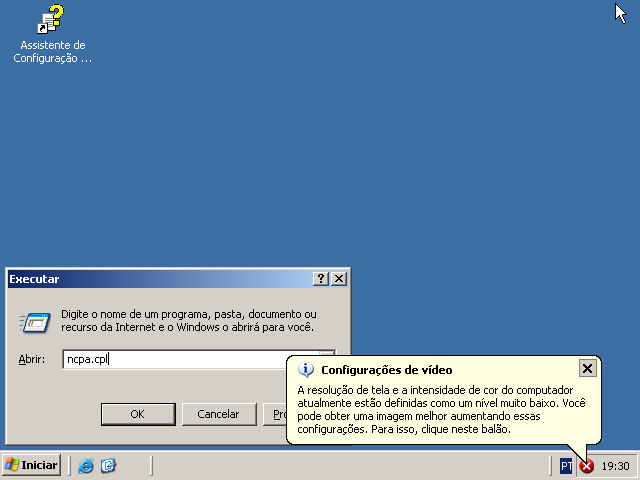 Assistente de
Configuração ...
Executar
Digite o nome de um programa, pasta, documento ou
recurso da Internet e o Windows o abrirá para você.
Abrir:
ncpa.cpl
OK
Cancelar
Configurações de vídeo
A resolução de tela e a intensidade de cor do computador
atualmente estão definidas como um nível muito baixo. Você
pode obter uma imagem melhor aumentando essas
configurações. Para isso, clique neste balão.
Iniciar
PT
19:30